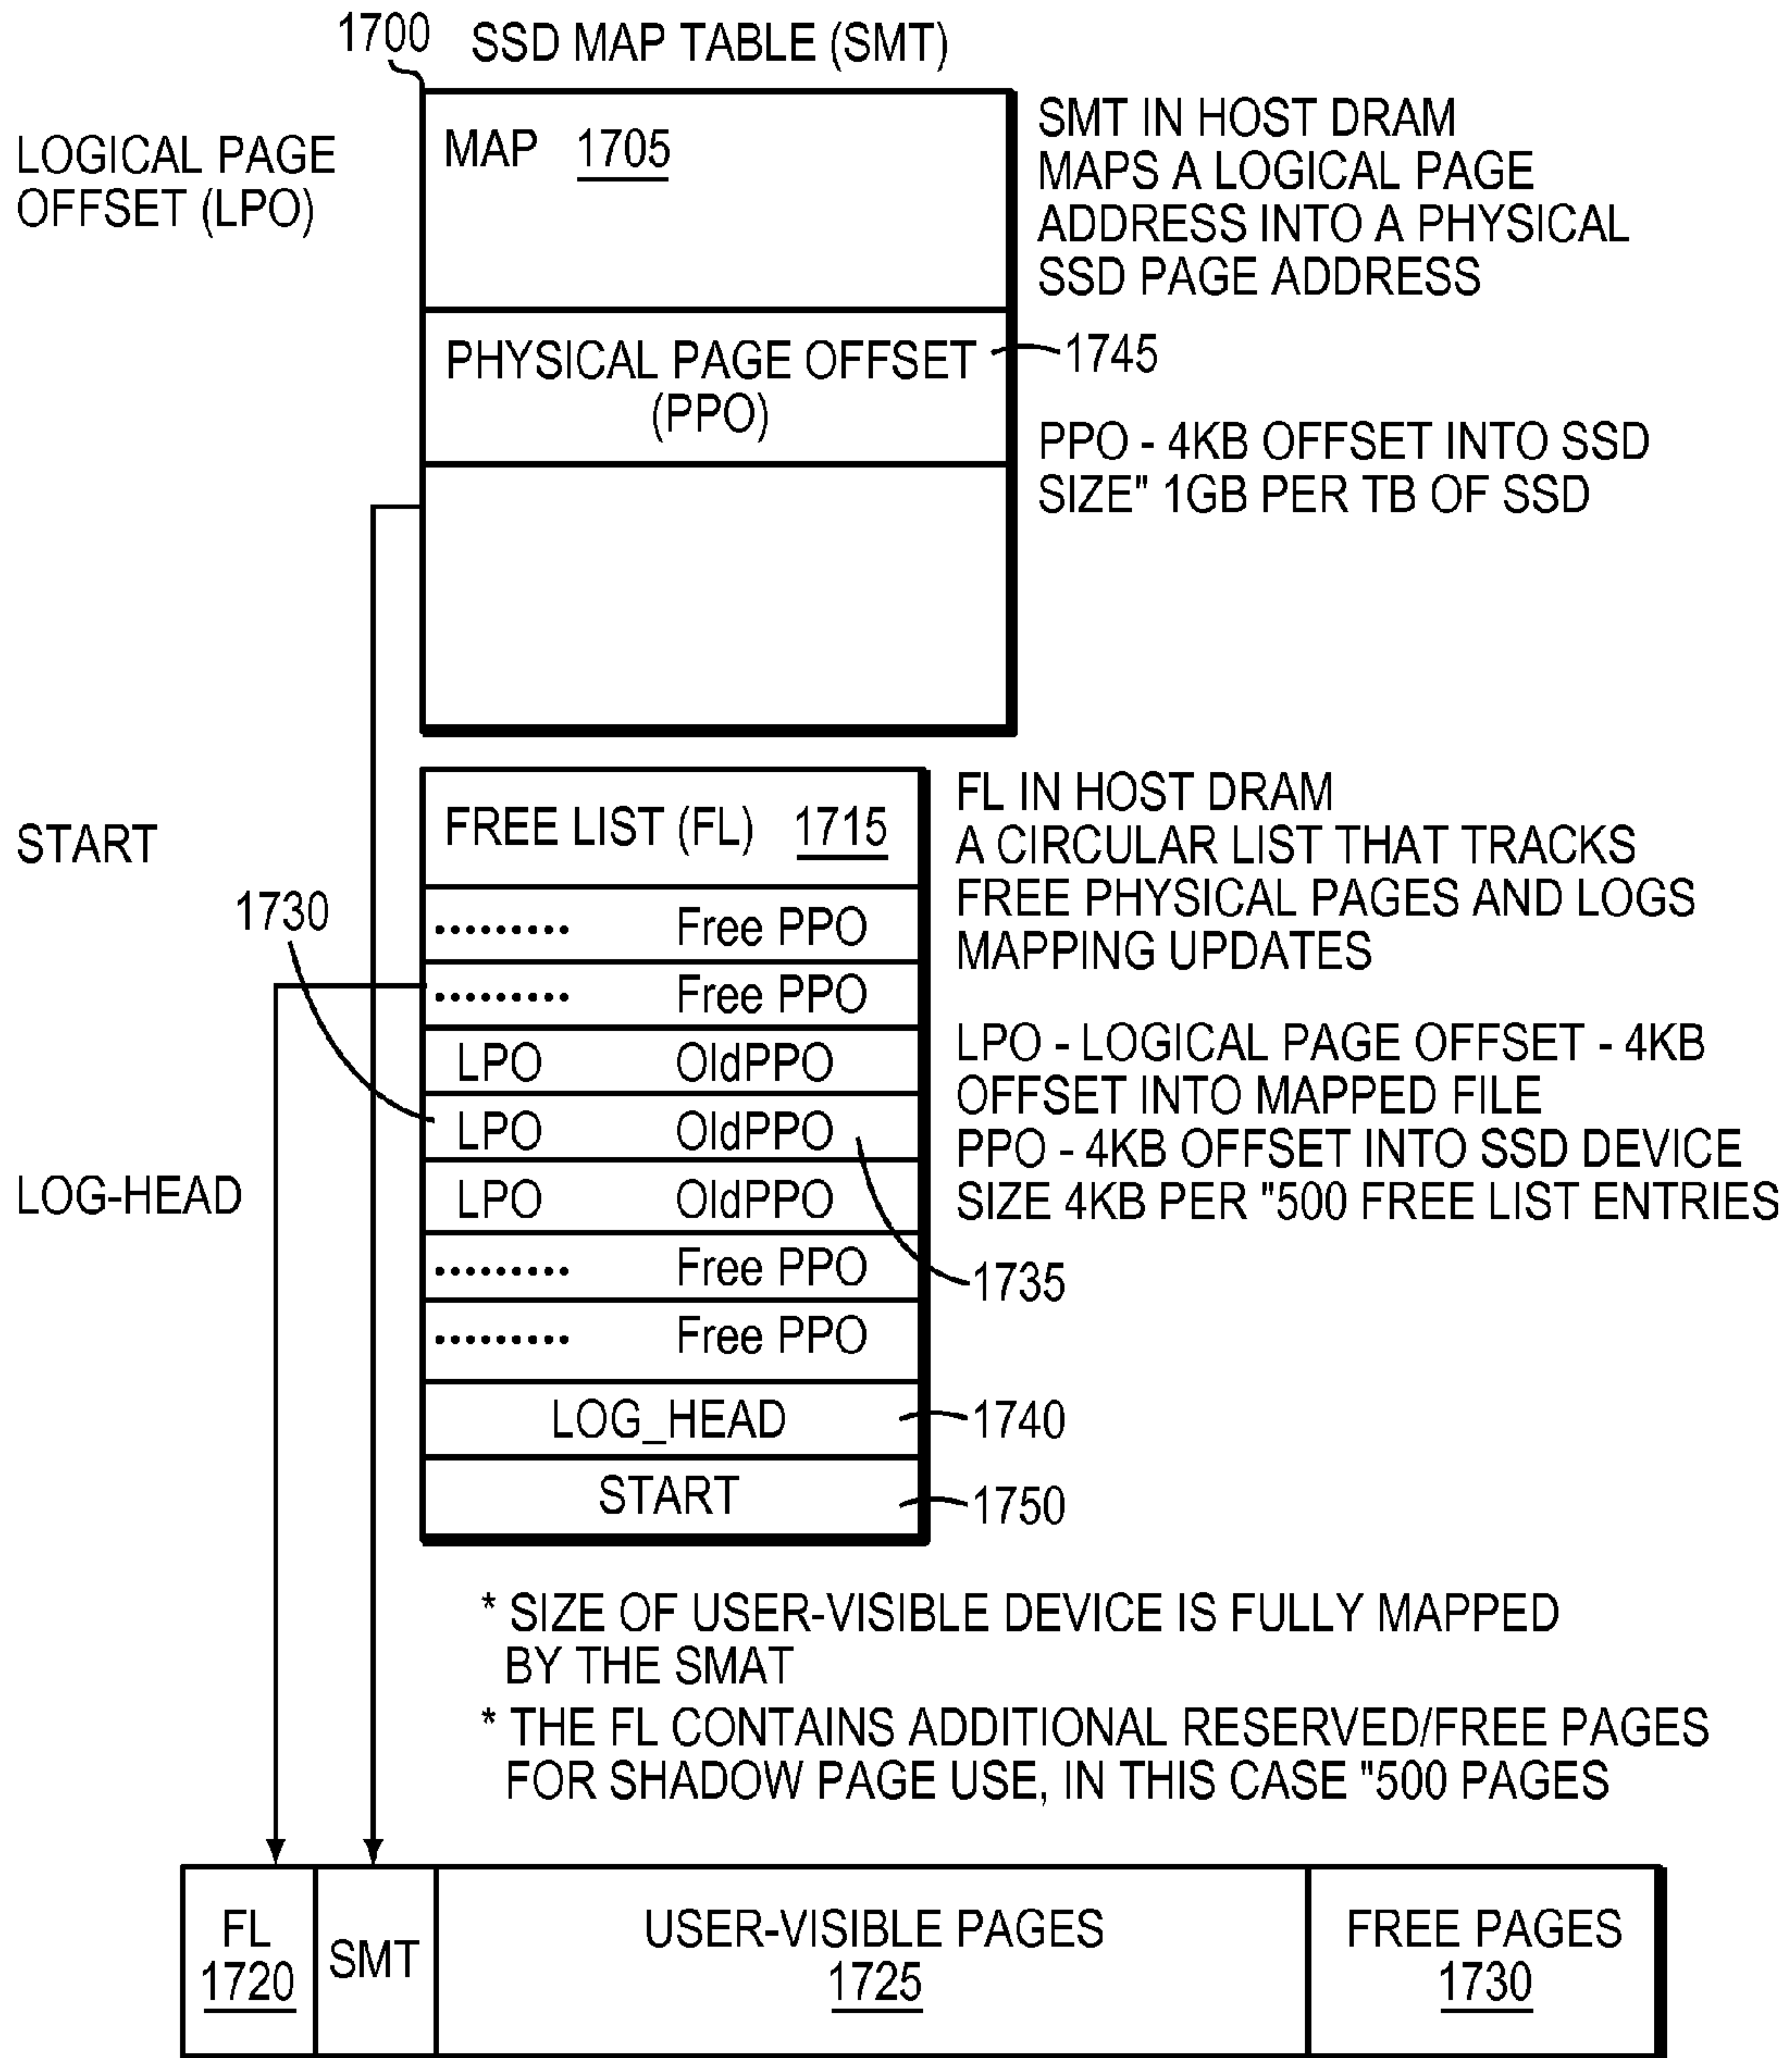 1700 SSD MAP TABLE (SMT)
LOGICAL PAGE
OFFSET (LPO)
MAP 1705
SMT IN HOST DRAM
MAPS A LOGICAL PAGE
ADDRESS INTO A PHYSICAL
SSD PAGE ADDRESS
PHYSICAL PAGE OFFSET
(PPO)
1745
PPO - 4KB OFFSET INTO SSD
SIZE" 1GB PER TB OF SSD
START
1730
LOG-HEAD
FREE LIST (FL) 1715
......... Free PPO
......... Free PPO
LPO OldPPO
LPO OldPPO
LPO OldPPO
......... Free PPO
......... Free PPO
LOG_HEAD
START
FL IN HOST DRAM
A CIRCULAR LIST THAT TRACKS
FREE PHYSICAL PAGES AND LOGS
MAPPING UPDATES
LPO - LOGICAL PAGE OFFSET - 4KB
OFFSET INTO MAPPED FILE
PPO - 4KB OFFSET INTO SSD DEVICE
SIZE 4KB PER "500 FREE LIST ENTRIES
1735
1740
1750
* SIZE OF USER-VISIBLE DEVICE IS FULLY MAPPED
BY THE SMAT
* THE FL CONTAINS ADDITIONAL RESERVED/FREE PAGES
FOR SHADOW PAGE USE, IN THIS CASE "500 PAGES
FL
1720
SMT
USER-VISIBLE PAGES
1725
FREE PAGES
1730